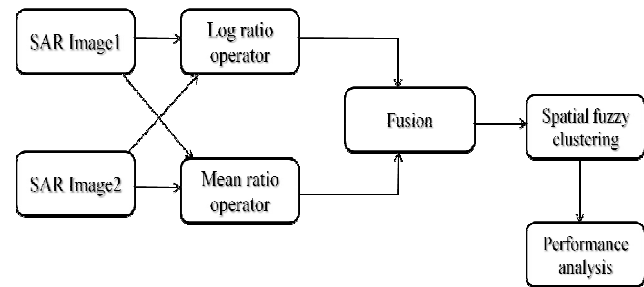 SAR Image1
Log ratio
operator
Fusion
Spatial fuzzy
clustering
SAR Image2
Mean ratio
operator
Performance
analysis